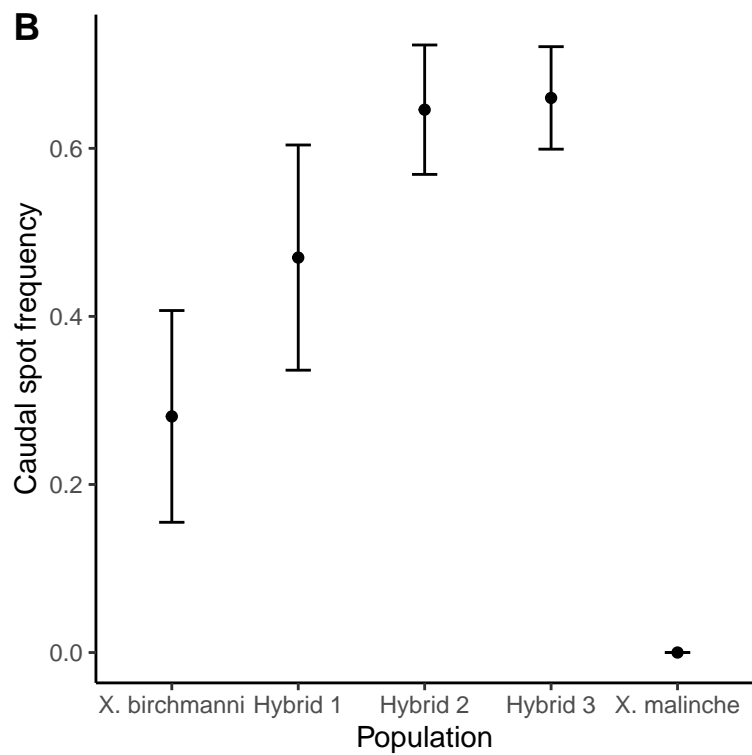 B
Caudal spot frequency
0.6
0.4
0.2
0.0
X. birchmanni Hybrid 1 Hybrid 2 Hybrid 3 X. malinche
Population